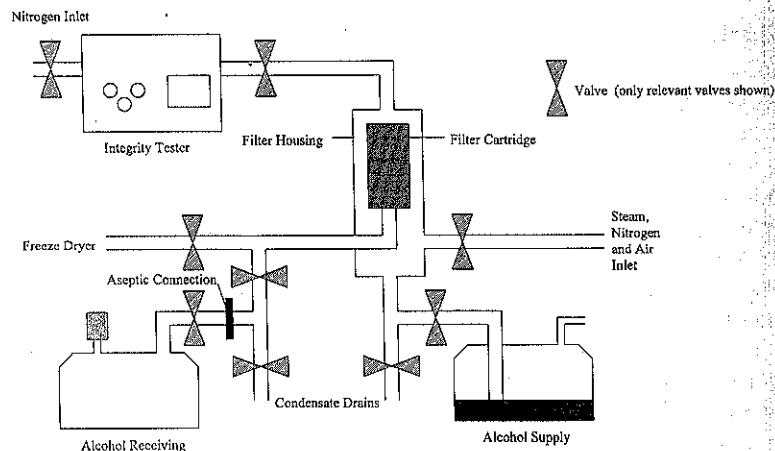 Nitrogen Inlet
Valve (only relevant valves shown)
Integrity Tester
Filter Housing
Filter Cartridge
Freeze Dryer
Steam,
Nitrogen
and Air
Inlet
Aseptic Connection
Condensate Drains
Alcohol Receiving
Alcohol Supply